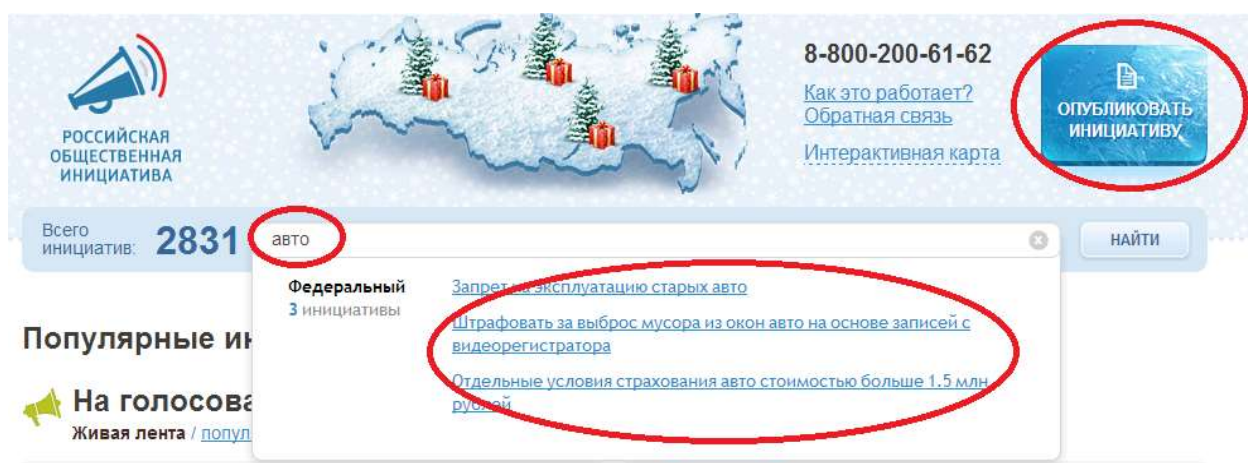 РОССИЙСКАЯ
ОБЩЕСТВЕННАЯ
ИНИЦИАТИВА
8-800-200-61-62
Как это работает?
Обратная связь
Интерактивная карта
ОПУБЛИКОВАТЬ
ИНИЦИАТИВУ
Всего
инициатив: 2831
авто
НАЙТИ
Федеральный
3 инициативы
Запрет на эксплуатацию старых авто
Штрафовать за выброс мусора из окон авто на основе записей с
видеорегистратора
Отдельные условия страхования авто стоимостью больше 1.5 млн
рублей
Популярные
На
Живая лента /